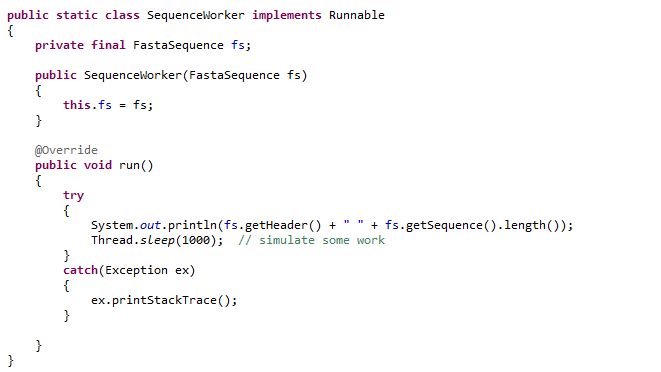 public static class SequenceWorker implements Runnable
{
    private final FastaSequence fs;

    public SequenceWorker(FastaSequence fs)
    {
        this.fs = fs;
    }

    @Override
    public void run()
    {
        try
        {
            System.out.println(fs.getHeader() + " " + fs.getSequence().length());
            Thread.sleep(1000);  // simulate some work
        }
        catch(Exception ex)
        {
            ex.printStackTrace();
        }

    }
}